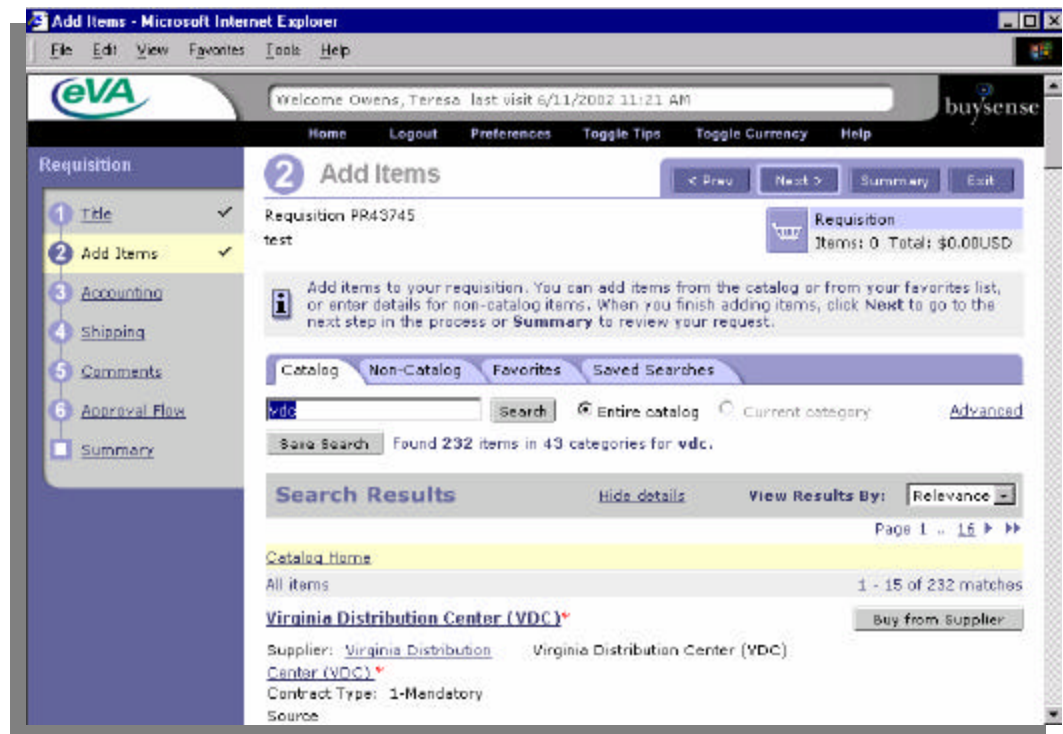 Add Items - Microsoft Internet Explorer
File Edit View Favorites Tools Help
eVA
Welcome Owens, Teresa last visit 6/11/2002 11:21 AM
buysense
Home Logout Preferences Toggle Tips Toggle Currency Help
Requisition
2 Add Items
< Prev Next > Summary Exit
1 Title
2 Add Items
3 Accounting
4 Shipping
5 Comments
6 Approval Flow
Summary
Requisition PR43745
test
Requisition
Items: 0 Total: $0.00USD
Add items to your requisition. You can add items from the catalog or from your favorites list,
or enter details for non-catalog items. When you finish adding items, click Next to go to the
next step in the process or Summary to review your request.
Catalog Non-Catalog Favorites Saved Searches
vdc Search Entire catalog Current category Advanced
Save Search Found 232 items in 43 categories for vdc.
Search Results Hide details View Results By: Relevance
Page 1 .. 16
Catalog Home
All items 1 - 15 of 232 matches
Virginia Distribution Center (VDC)* Buy from Supplier
Supplier: Virginia Distribution Virginia Distribution Center (VDC)
Center (VDC) *
Contract Type: 1-Mandatory
Source